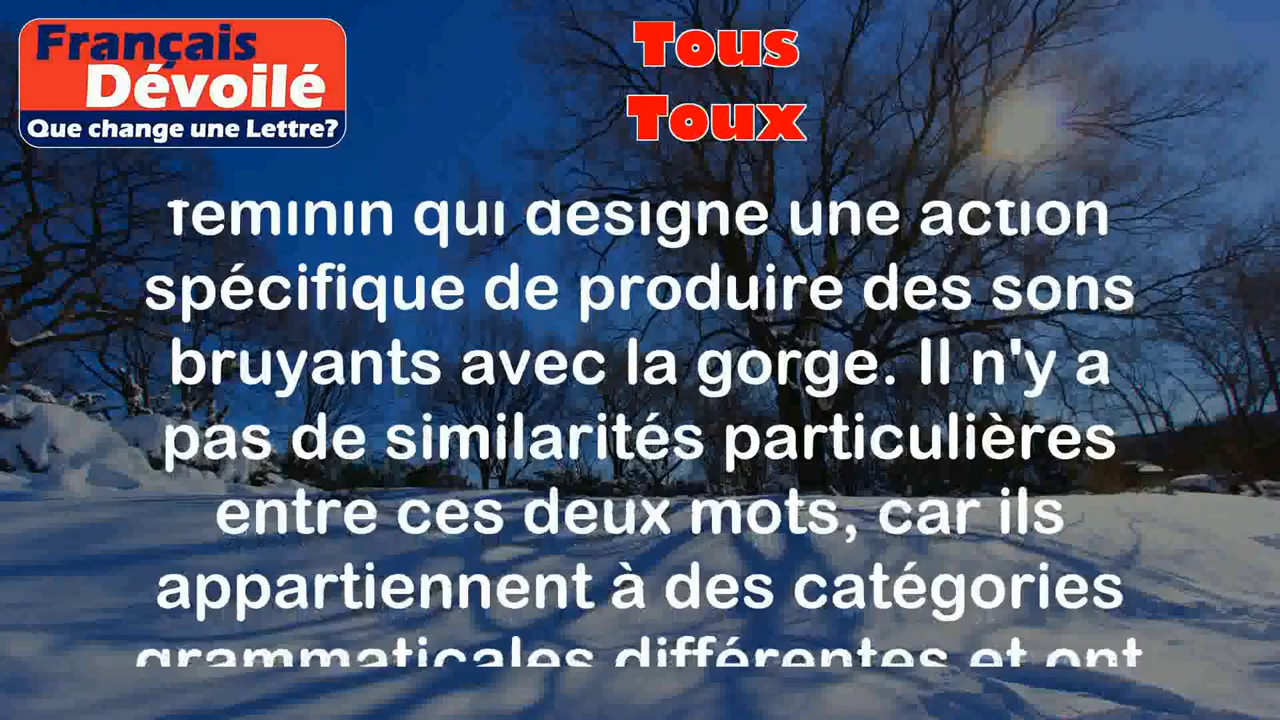 Français
Dévoilé
Que change une Lettre?
Tous
Toux
féminin qui désigne une action
spécifique de produire des sons
bruyants avec la gorge. Il n'y a
pas de similarités particulières
entre ces deux mots, car ils
appartiennent à des catégories
grammaticales différentes et ont